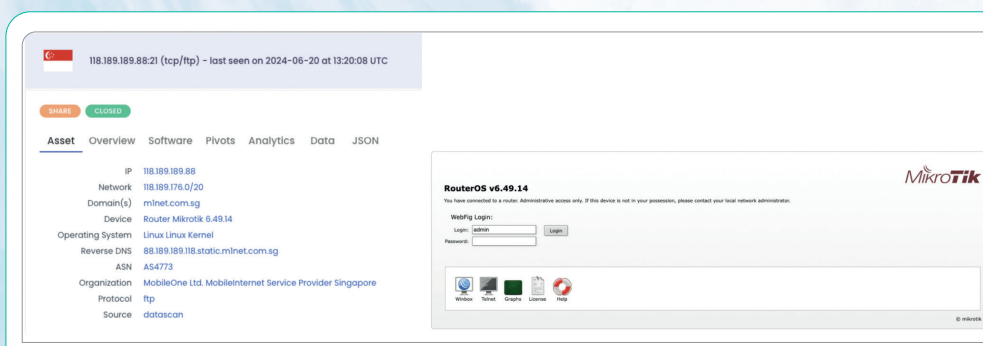 118.189.189.88:21 (tcp/ftp) - last seen on 2024-06-20 at 13:20:08 UTC
SHARE CLOSED
Asset Overview Software Pivots Analytics Data JSON
IP 118.189.189.88
Network 118.189.176.0/20
Domain(s) m1net.com.sg
Device Router Mikrotik 6.49.14
Operating System Linux Linux Kernel
Reverse DNS 88.189.189.118.static.m1net.com.sg
ASN AS4773
Organization MobileOne Ltd. MobileInternet Service Provider Singapore
Protocol ftp
Source datascan
MikroTik
RouterOS v6.49.14
You have connected to a router. Administrative access only. If this device is not in your possession, please contact your local network administrator.
WebFig Login:
Login: admin Login
Password:
Winbox Telnet Graphs License Help
© mikrotik